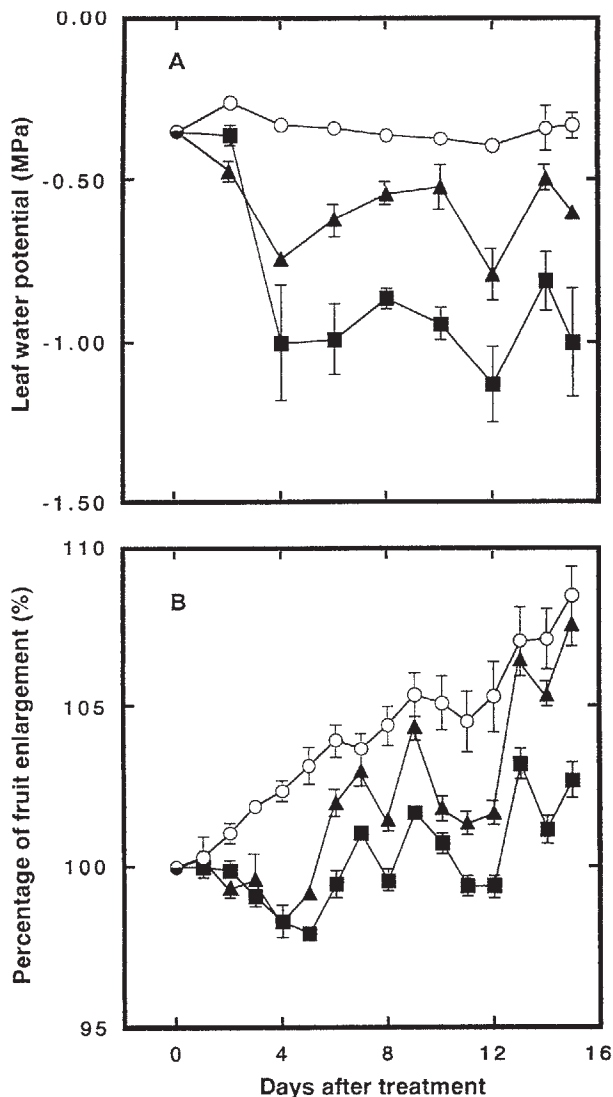 0.00
A
-0.50
-1.00
-1.50
Leaf water potential (MPa)
110
B
105
100
95
Percentage of fruit enlargement (%)
0 4 8 12 16
Days after treatment